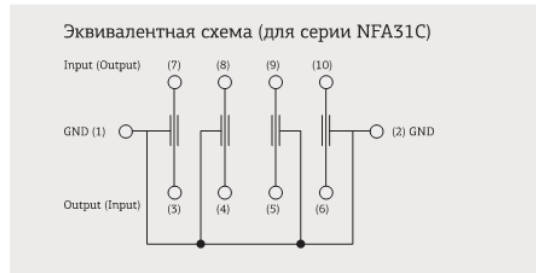 Эквивалентная схема (для серии NFA31C)
Input (Output) (7) (8) (9) (10)
GND (1) (2) GND
Output (Input) (3) (4) (5) (6)